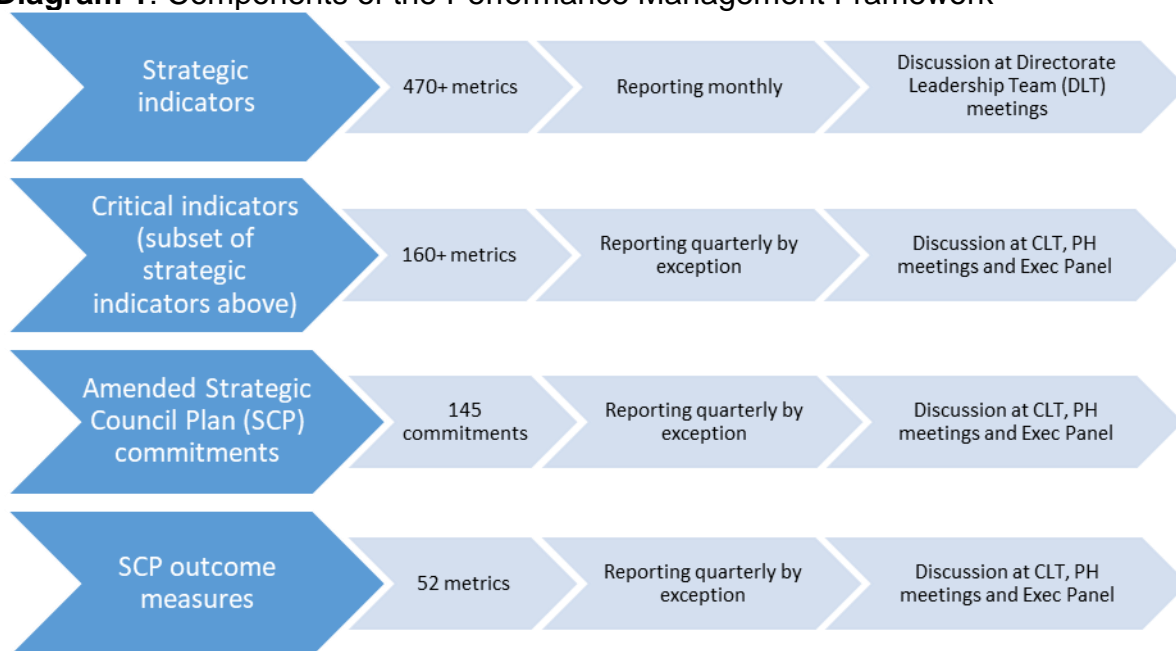 Diagram 1: Components of the Performance Management Framework
Strategic
indicators
470+ metrics
Reporting monthly
Discussion at Directorate
Leadership Team (DLT)
meetings
Critical indicators
(subset of
strategic
indicators above)
160+ metrics
Reporting quarterly by
exception
Discussion at CLT, PH
meetings and Exec Panel
Amended Strategic
Council Plan (SCP)
commitments
145
commitments
Reporting quarterly by
exception
Discussion at CLT, PH
meetings and Exec Panel
SCP outcome
measures
52 metrics
Reporting quarterly by
exception
Discussion at CLT, PH
meetings and Exec Panel